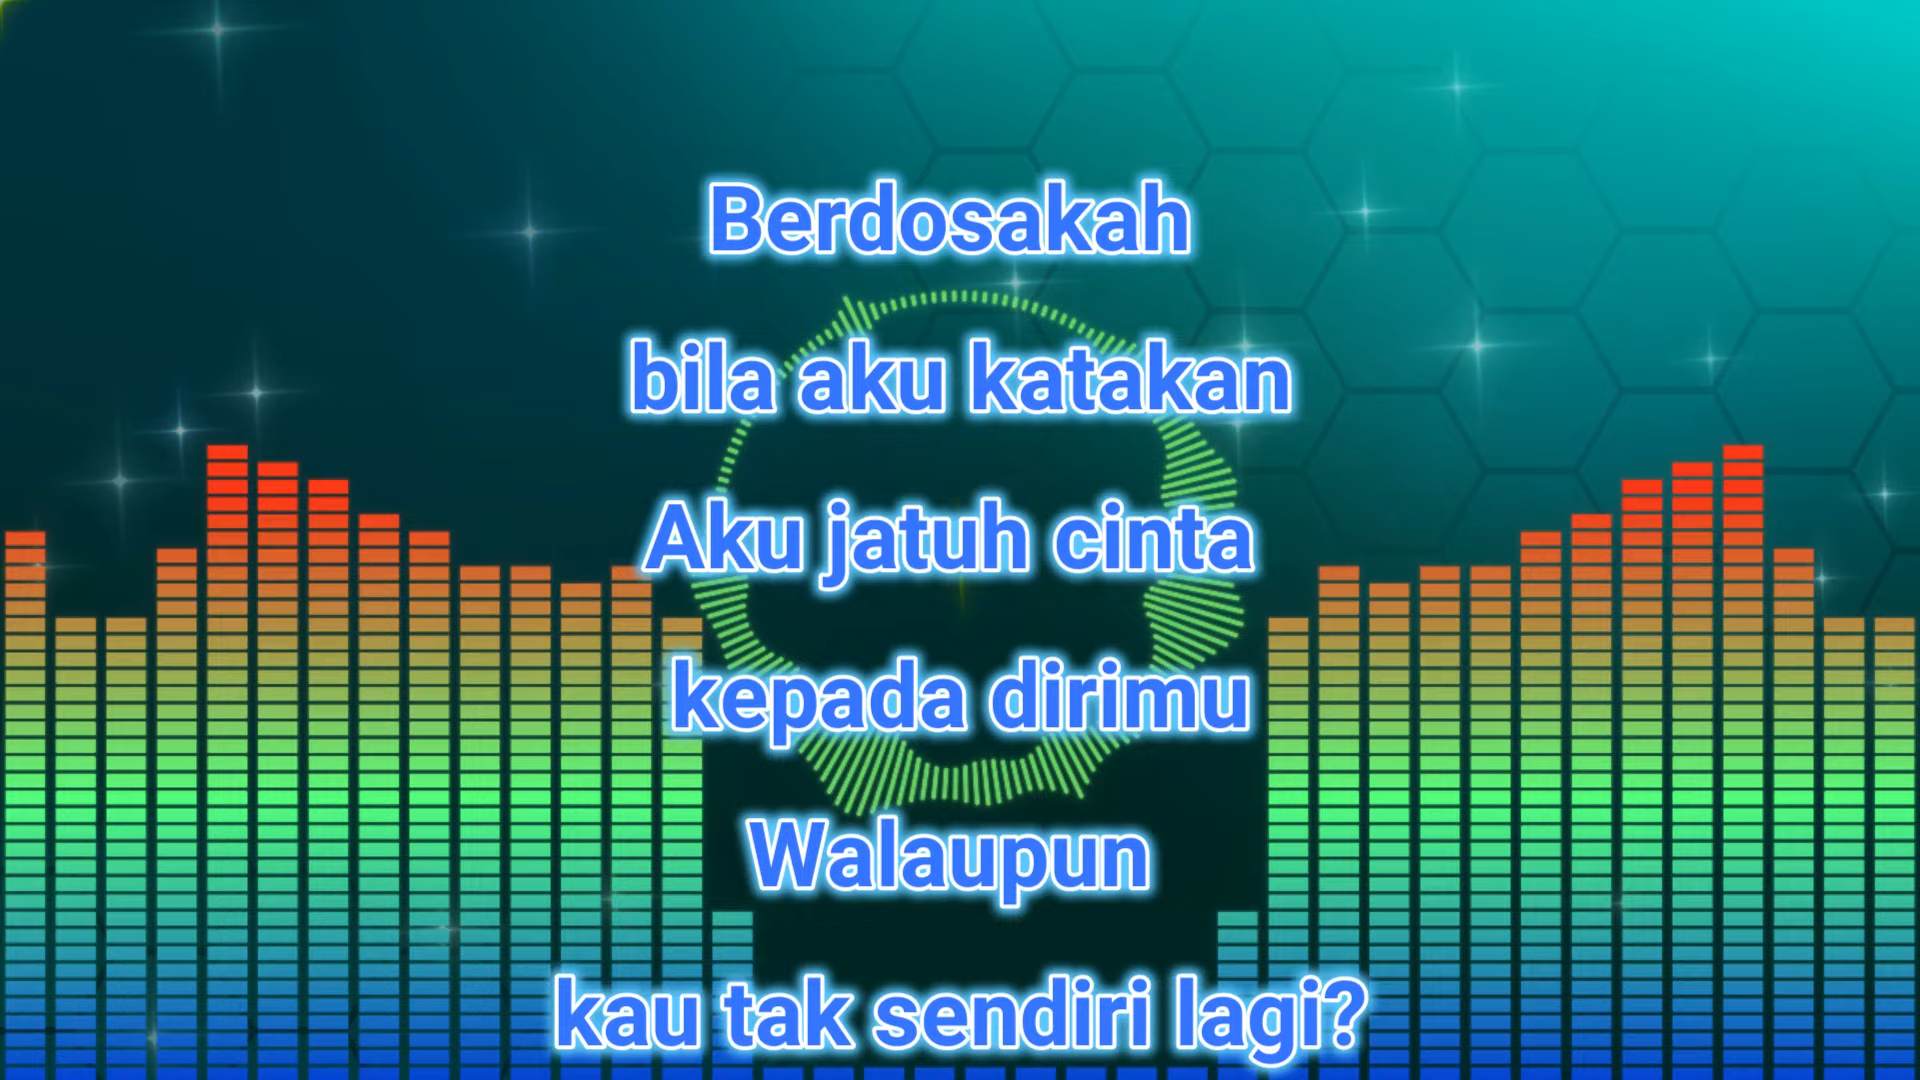 Berdosakah
bila aku katakan
Aku jatuh cinta
kepada dirimu
Walaupun
kau tak sendiri lagi?